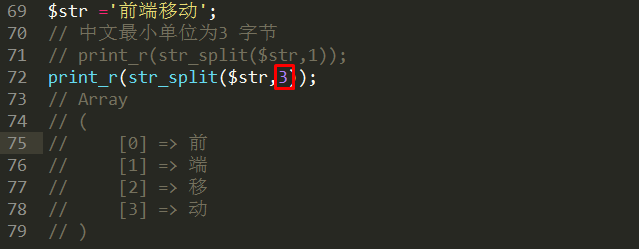 69 $str ='前端移动';
70 // 中文最小单位为3 字节
71 // print_r(str_split($str,1));
72 print_r(str_split($str,3));
73 // Array
74 // (
75 //     [0] => 前
76 //     [1] => 端
77 //     [2] => 移
78 //     [3] => 动
79 // )